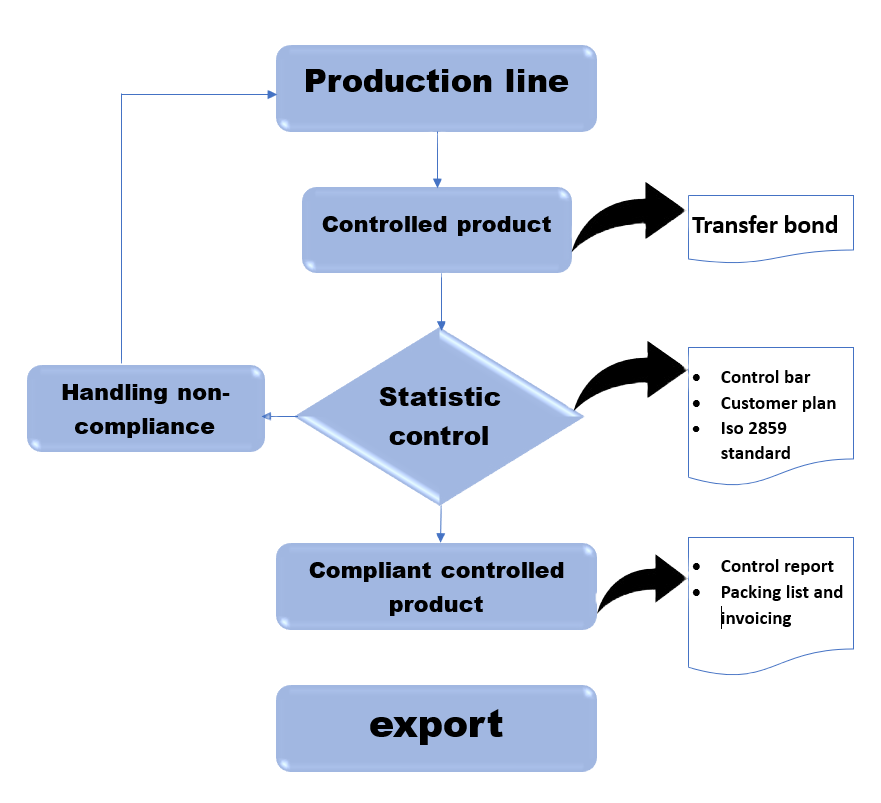 Production line
Controlled product
Transfer bond
Handling non-
compliance
Statistic
control
• Control bar
• Customer plan
• Iso 2859
standard
Compliant controlled
product
• Control report
• Packing list and
invoicing
export